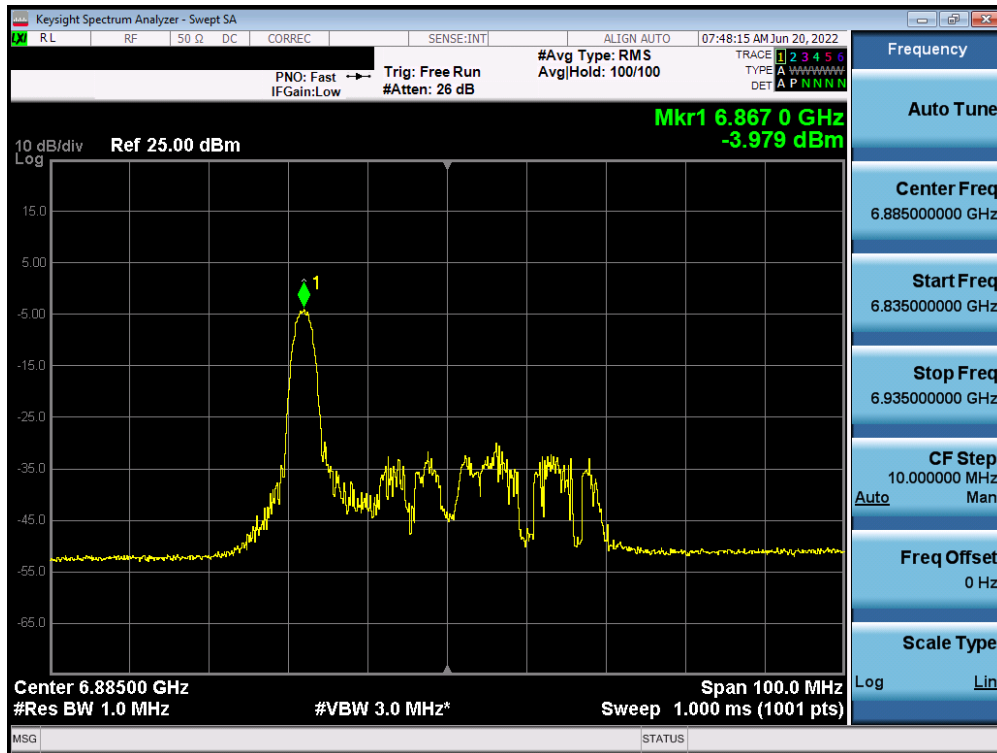 Keysight Spectrum Analyzer - Swept SA
LXI RL RF 50 Ω DC CORREC SENSE:INT ALIGN AUTO 07:48:15 AM Jun 20, 2022
PNO: Fast Trig: Free Run #Avg Type: RMS TRACE 1 2 3 4 5 6
IFGain:Low #Atten: 26 dB Avg|Hold: 100/100 TYPE A WWWWW
DET A P N N N N
Mkr1 6.867 0 GHz
-3.979 dBm
10 dB/div Ref 25.00 dBm
Log
15.0
5.00
1
-5.00
-15.0
-25.0
-35.0
-45.0
-55.0
-65.0
Center 6.88500 GHz Span 100.0 MHz
#Res BW 1.0 MHz #VBW 3.0 MHz* Sweep 1.000 ms (1001 pts)
MSG STATUS
Frequency
Auto Tune
Center Freq
6.885000000 GHz
Start Freq
6.835000000 GHz
Stop Freq
6.935000000 GHz
CF Step
10.000000 MHz
Auto Man
Freq Offset
0 Hz
Scale Type
Log Lin